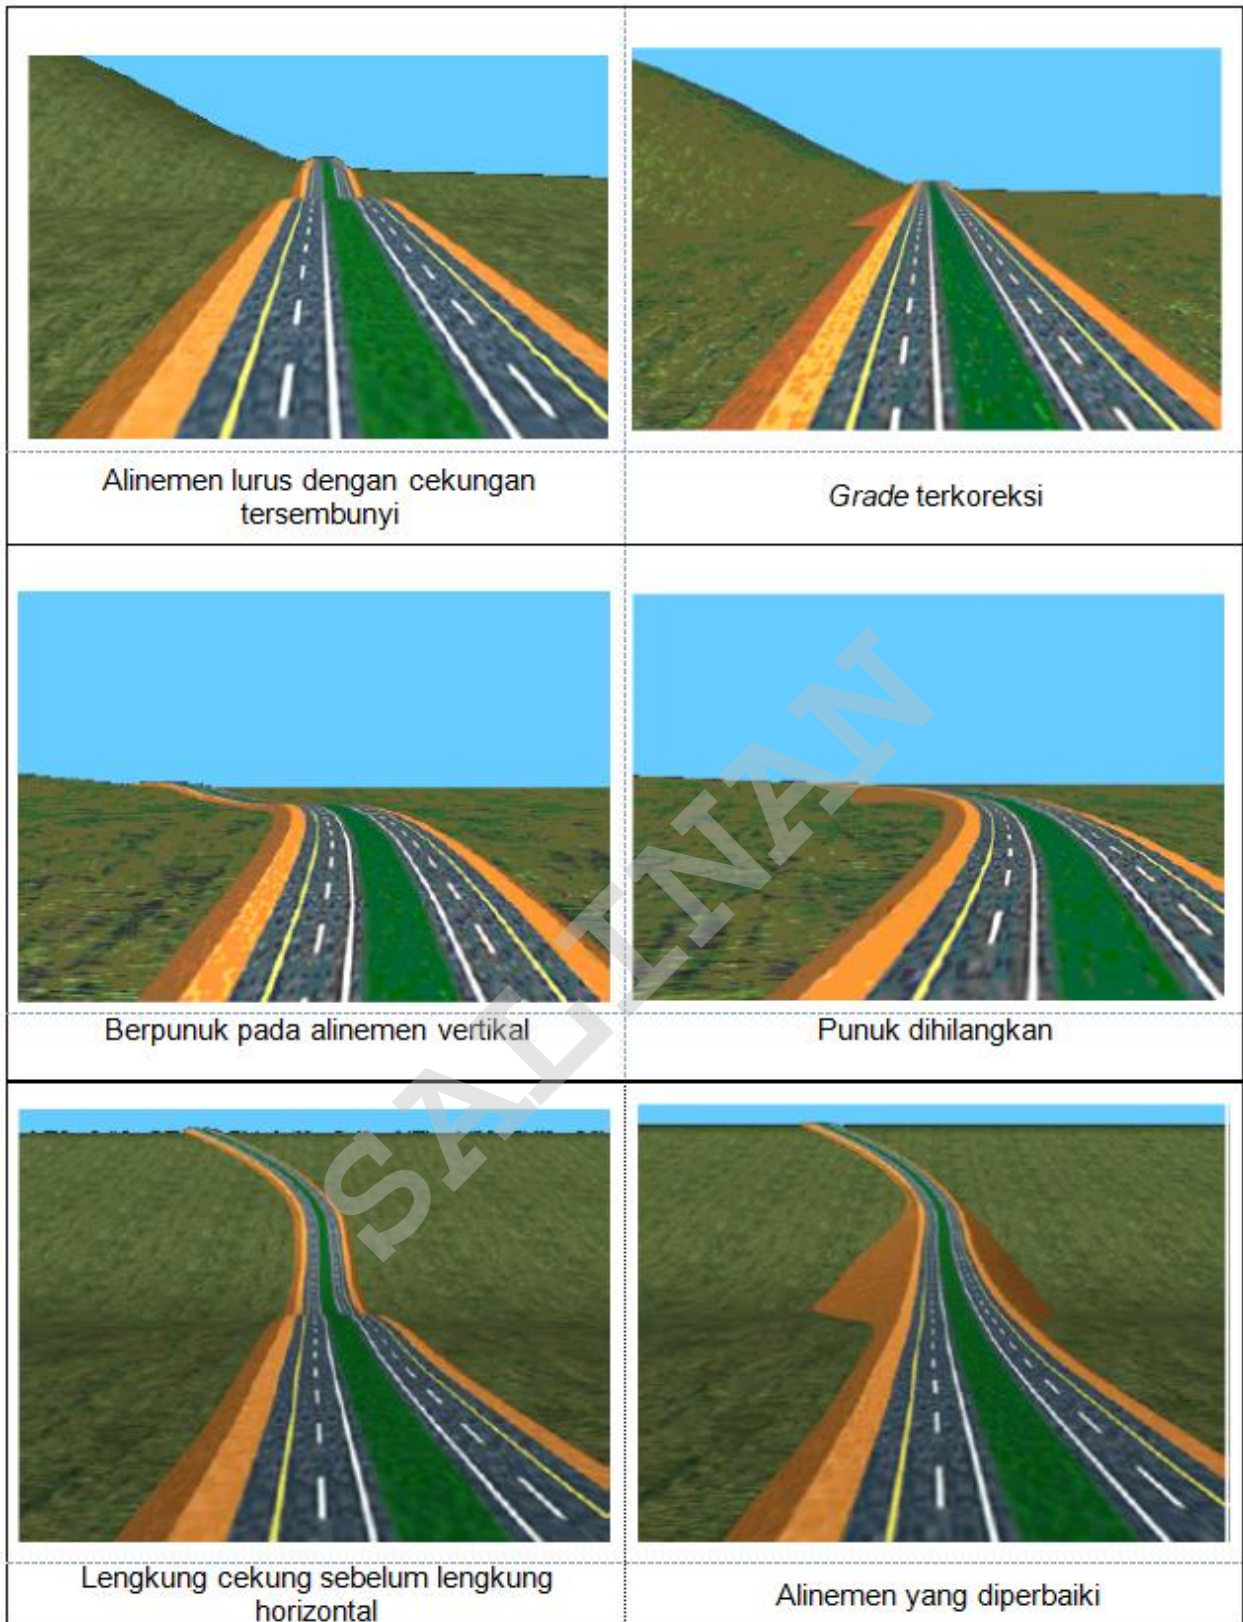 Alinemen lurus dengan cekungan
tersembunyi
Grade terkoreksi
Berpunuk pada alinemen vertikal
Punuk dihilangkan
SALINAN
Lengkung cekung sebelum lengkung
horizontal
Alinemen yang diperbaiki